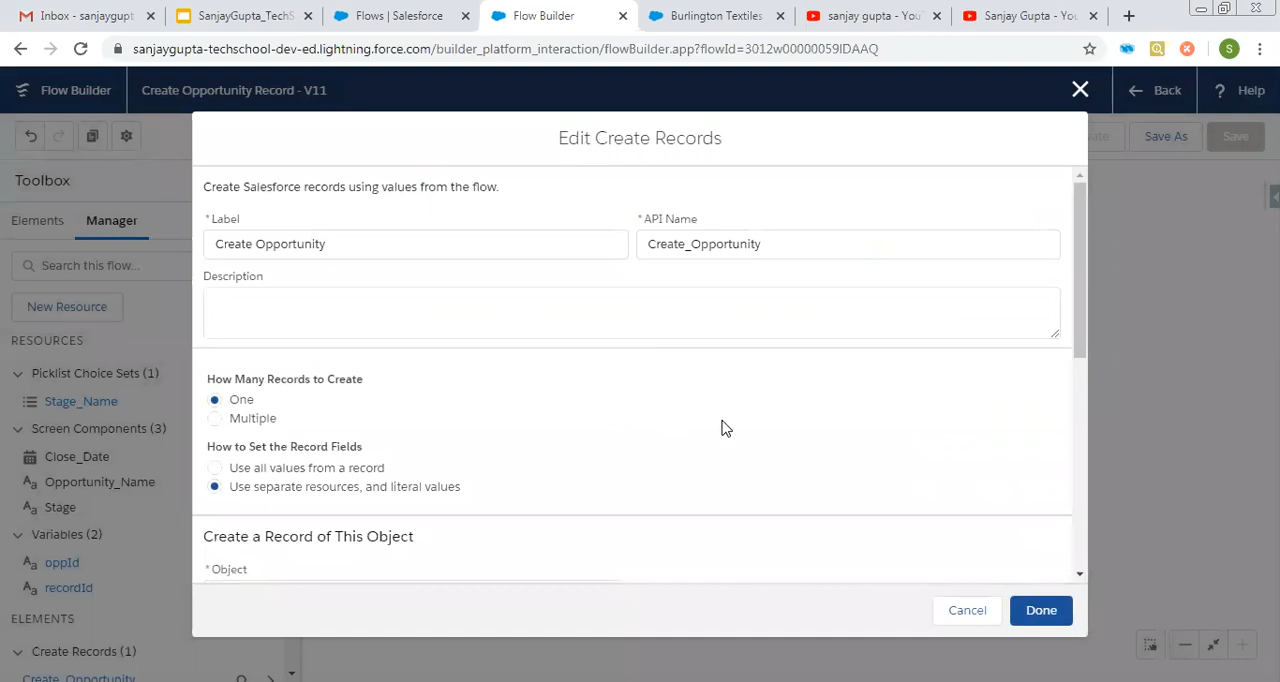 Inbox - sanjaygupt
SanjayGupta_TechS
Flows | Salesforce
Flow Builder
Burlington Textiles
sanjay gupta - You
Sanjay Gupta - You
sanjaygupta-techschool-dev-ed.lightning.force.com/builder_platform_interaction/flowBuilder.app?flowId=3012w00000059IDAAQ
S
Flow Builder
Create Opportunity Record - V11
Back
? Help
Save As
Save
Toolbox
Elements
Manager
Search this flow...
New Resource
RESOURCES
Picklist Choice Sets (1)
Stage_Name
Screen Components (3)
Close_Date
Opportunity_Name
Stage
Variables (2)
oppId
recordId
ELEMENTS
Create Records (1)
Create_Opportunity
Edit Create Records
Create Salesforce records using values from the flow.
* Label
Create Opportunity
* API Name
Create_Opportunity
Description
How Many Records to Create
One
Multiple
How to Set the Record Fields
Use all values from a record
Use separate resources, and literal values
Create a Record of This Object
* Object
Cancel
Done